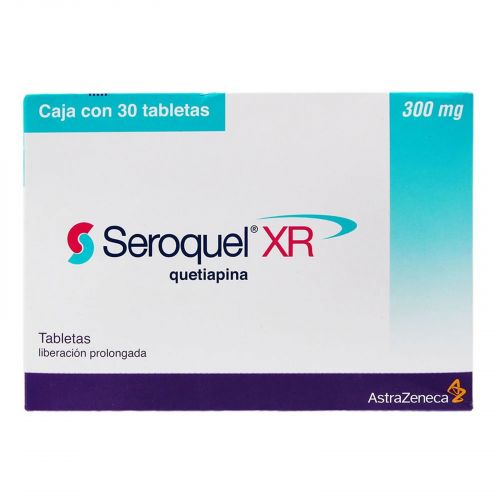 Caja con 30 tabletas
300 mg
Seroquel® XR
quetiapina
Tabletas
liberación prolongada
AstraZeneca